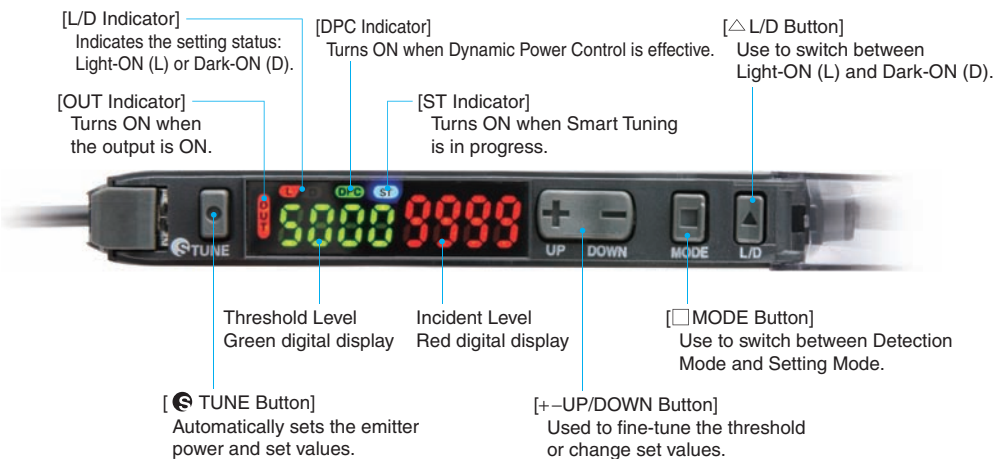 [L/D Indicator]
Indicates the setting status:
Light-ON (L) or Dark-ON (D).
[DPC Indicator]
Turns ON when Dynamic Power Control is effective.
[△ L/D Button]
Use to switch between
Light-ON (L) and Dark-ON (D).
[OUT Indicator]
Turns ON when
the output is ON.
[ST Indicator]
Turns ON when Smart Tuning
is in progress.
L
DPC
ST
OUT
5000 9999
S TUNE
UP DOWN
MODE
L/D
Threshold Level
Green digital display
Incident Level
Red digital display
[□MODE Button]
Use to switch between Detection
Mode and Setting Mode.
[ S TUNE Button]
Automatically sets the emitter
power and set values.
[+−UP/DOWN Button]
Used to fine-tune the threshold
or change set values.